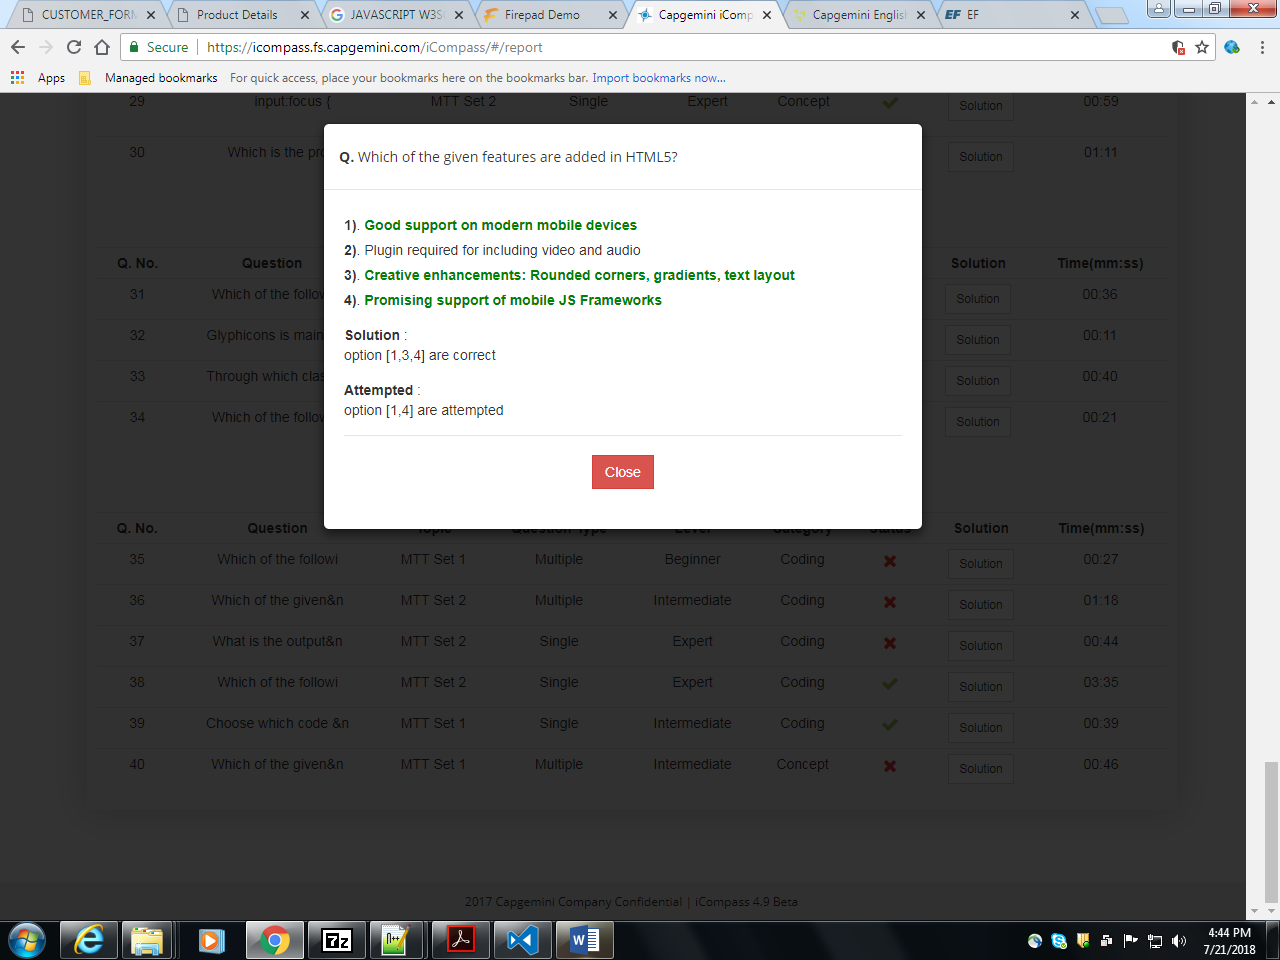 CUSTOMER_FORM
Product Details
JAVASCRIPT W3S
Firepad Demo
Capgemini iComp
Capgemini English
EF EF
Secure | https://icompass.fs.capgemini.com/iCompass/#/report
Apps Managed bookmarks For quick access, place your bookmarks here on the bookmarks bar. Import bookmarks now...
29 Input:focus { MTT Set 2 Single Expert Concept Solution 00:59
30 Which is the pro Solution 01:11
Q. Which of the given features are added in HTML5?
1). Good support on modern mobile devices
2). Plugin required for including video and audio
3). Creative enhancements: Rounded corners, gradients, text layout
4). Promising support of mobile JS Frameworks
Solution :
option [1,3,4] are correct
Attempted :
option [1,4] are attempted
Close
Q. No. Question Solution Time(mm:ss)
31 Which of the follow Solution 00:36
32 Glyphicons is main Solution 00:11
33 Through which clas Solution 00:40
34 Which of the follow Solution 00:21
Q. No. Question Topic Question Type Level Category Status Solution Time(mm:ss)
35 Which of the followi MTT Set 1 Multiple Beginner Coding Solution 00:27
36 Which of the given&n MTT Set 2 Multiple Intermediate Coding Solution 01:18
37 What is the output&n MTT Set 2 Single Expert Coding Solution 00:44
38 Which of the followi MTT Set 2 Single Expert Coding Solution 03:35
39 Choose which code &n MTT Set 1 Single Intermediate Coding Solution 00:39
40 Which of the given&n MTT Set 1 Multiple Intermediate Concept Solution 00:46
2017 Capgemini Company Confidential | iCompass 4.9 Beta
4:44 PM
7/21/2018